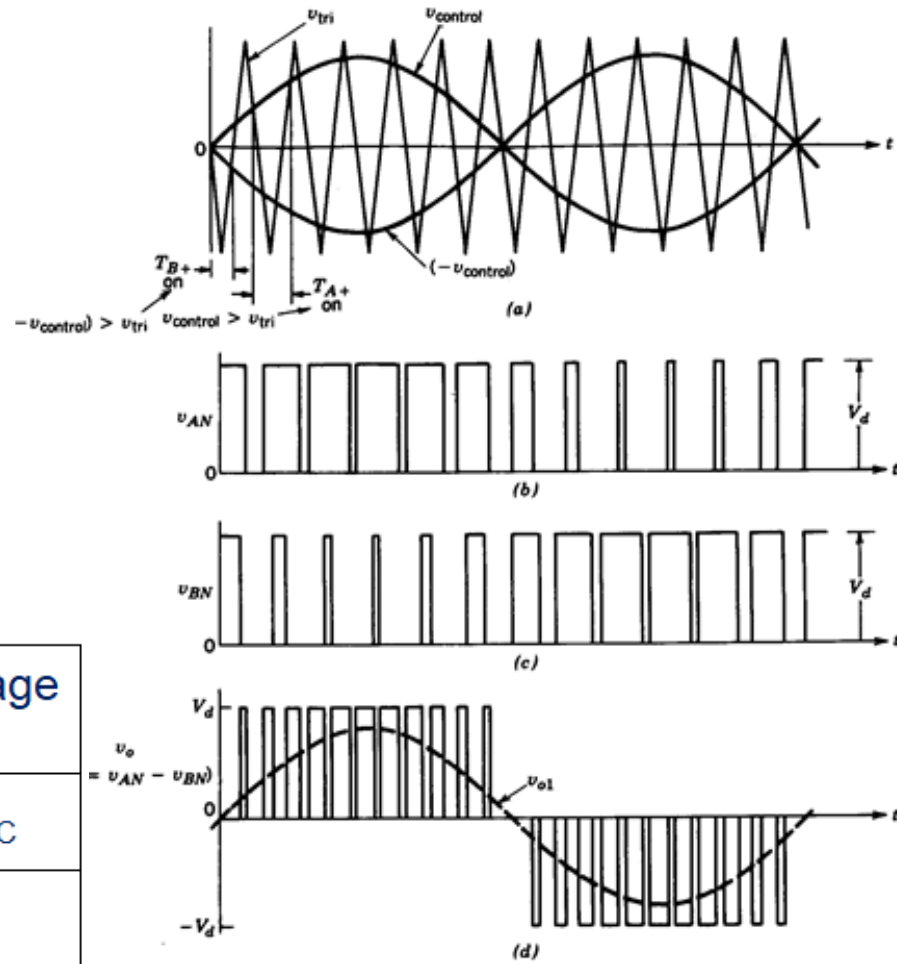 v_tri
v_control
0
t
(-v_control)
T_B+ on
T_A+ on
-v_control) > v_tri v_control > v_tri
(a)
v_AN
V_d
0
t
(b)
v_BN
V_d
0
t
(c)
age
C
V_d
v_o
= v_AN - v_BN)
v_o1
0
t
-V_d
(d)